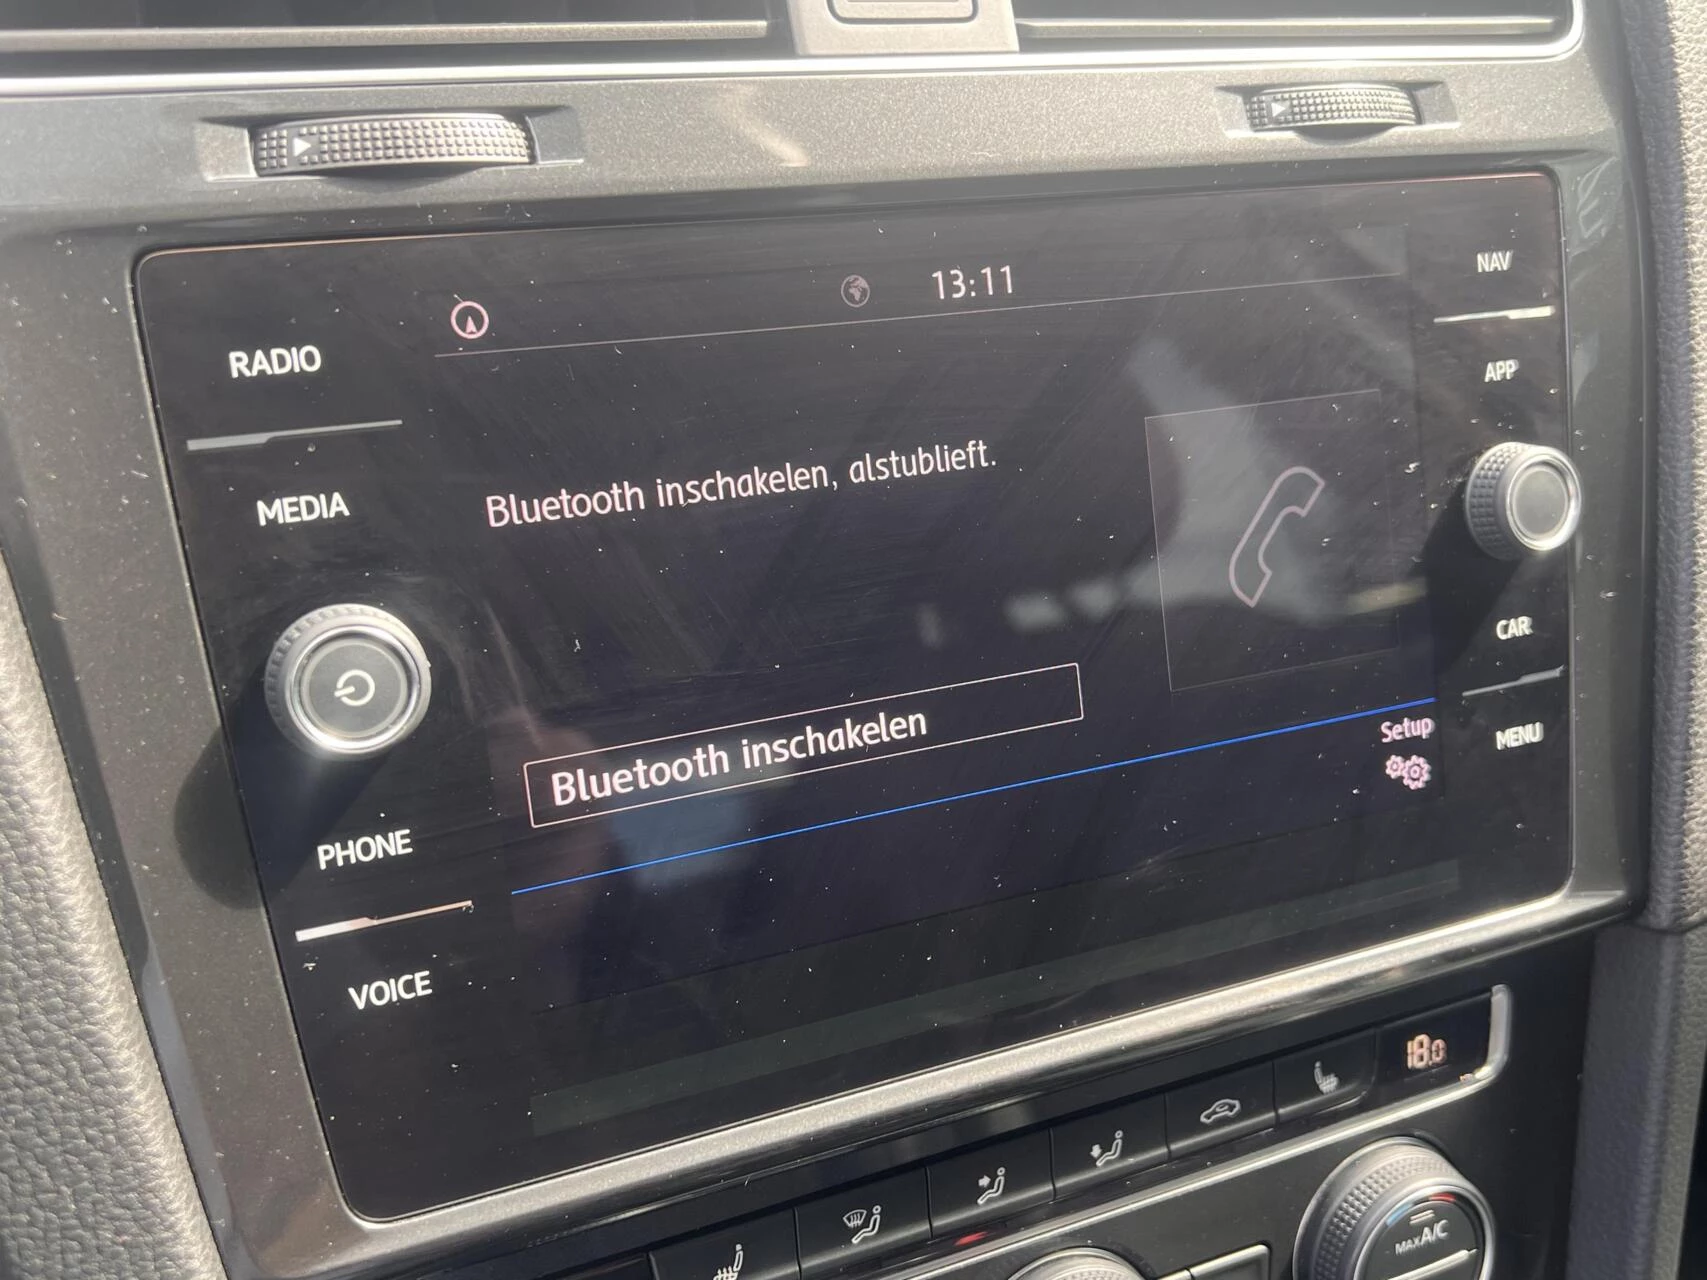 13:11
NAV
RADIO
APP
Bluetooth inschakelen, alstublieft.
MEDIA
CAR
Bluetooth inschakelen
Setup
MENU
PHONE
VOICE
18.0
MAX A/C